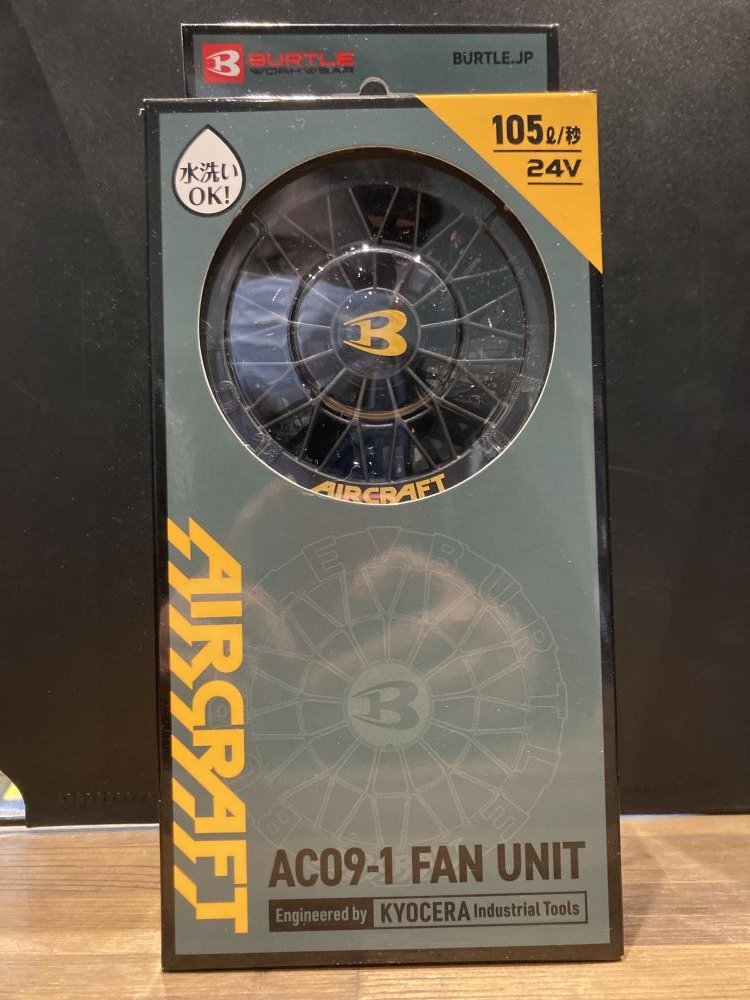 BURTLE
WORKWEAR
BURTLE.JP
105ℓ/秒
24V
水洗い
OK!
B
AIRCRAFT
AIRCRAFT
BURTLE
B
AC09-1 FAN UNIT
Engineered by KYOCERA Industrial Tools